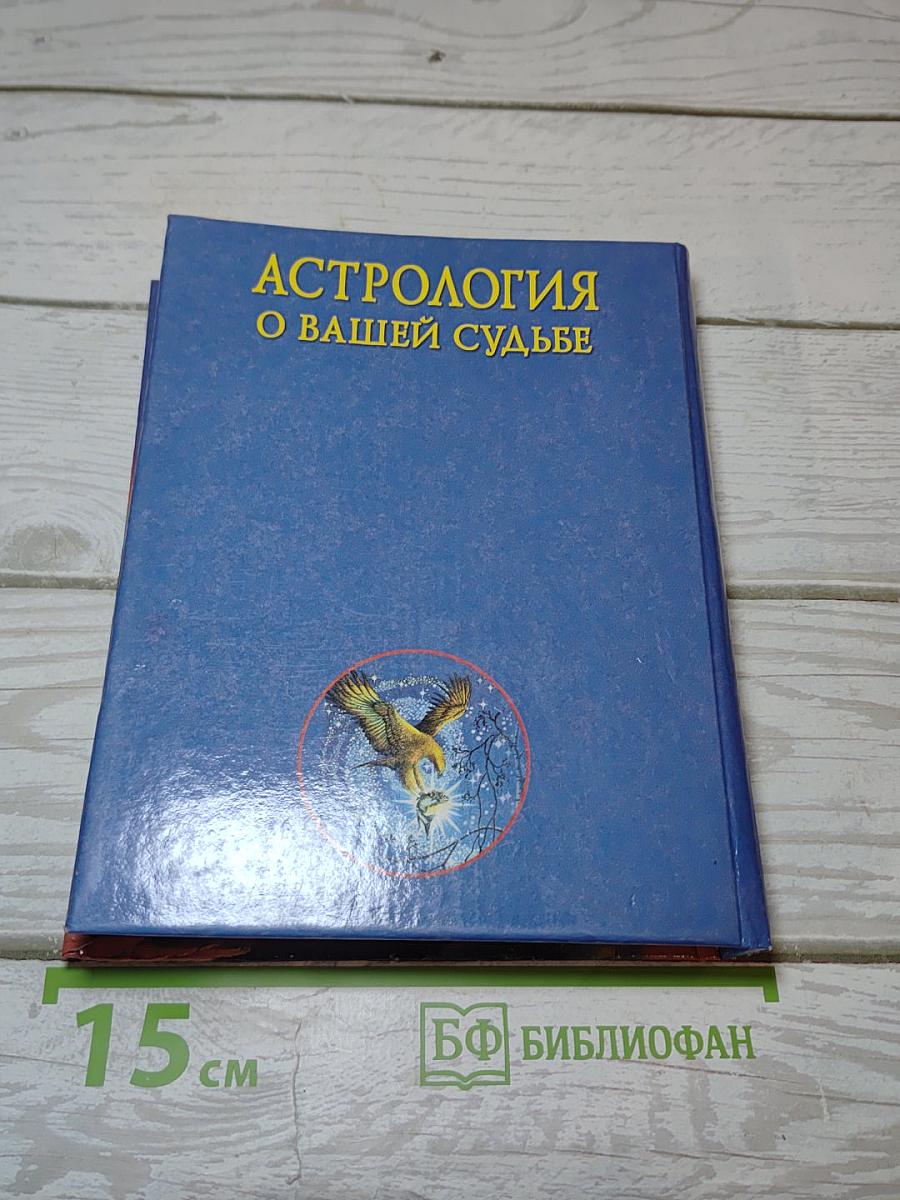 АСТРОЛОГИЯ
О ВАШЕЙ СУДЬБЕ
15 см
БФ БИБЛИОФАН